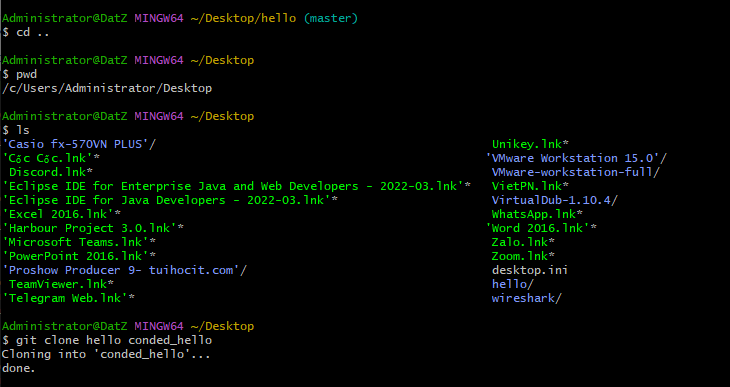 Administrator@DatZ MINGW64 ~/Desktop/hello (master)
$ cd ..
Administrator@DatZ MINGW64 ~/Desktop
$ pwd
/c/Users/Administrator/Desktop
Administrator@DatZ MINGW64 ~/Desktop
$ ls
'Casio fx-570VN PLUS'/ Unikey.lnk*
'Cốc Cốc.lnk'* 'VMware Workstation 15.0'/
Discord.lnk* VMware-workstation-full/
'Eclipse IDE for Enterprise Java and Web Developers - 2022-03.lnk'* VietPN.lnk*
'Eclipse IDE for Java Developers - 2022-03.lnk'* VirtualDub-1.10.4/
'Excel 2016.lnk'* WhatsApp.lnk*
'Harbour Project 3.0.lnk'* 'Word 2016.lnk'*
'Microsoft Teams.lnk'* Zalo.lnk*
'PowerPoint 2016.lnk'* Zoom.lnk*
'Proshow Producer 9- tuihocit.com'/ desktop.ini
TeamViewer.lnk* hello/
'Telegram Web.lnk'* wireshark/
Administrator@DatZ MINGW64 ~/Desktop
$ git clone hello conded_hello
Cloning into 'conded_hello'...
done.